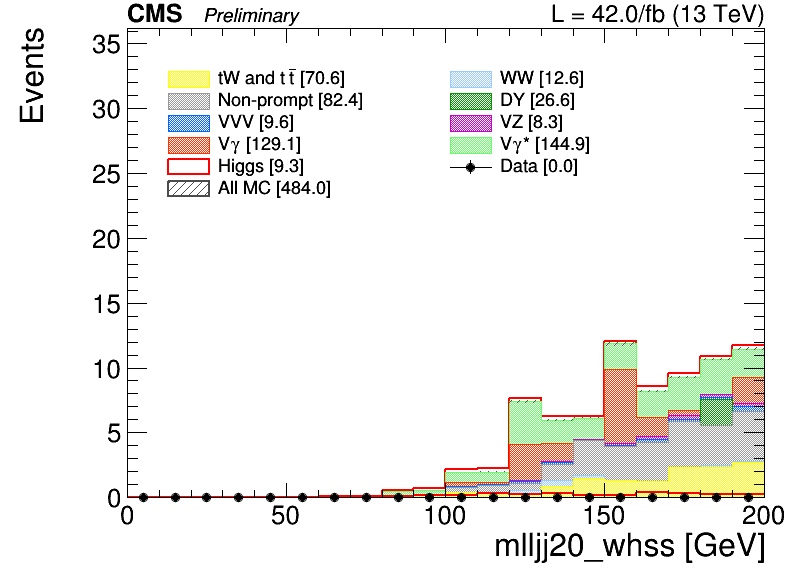 CMS Preliminary L = 42.0/fb (13 TeV)
Events
35
30
25
20
15
10
5
0
tW and tt̅ [70.6] WW [12.6]
Non-prompt [82.4] DY [26.6]
VVV [9.6] VZ [8.3]
Vγ [129.1] Vγ* [144.9]
Higgs [9.3] Data [0.0]
All MC [484.0]
0 50 100 150 200
mlljj20_whss [GeV]